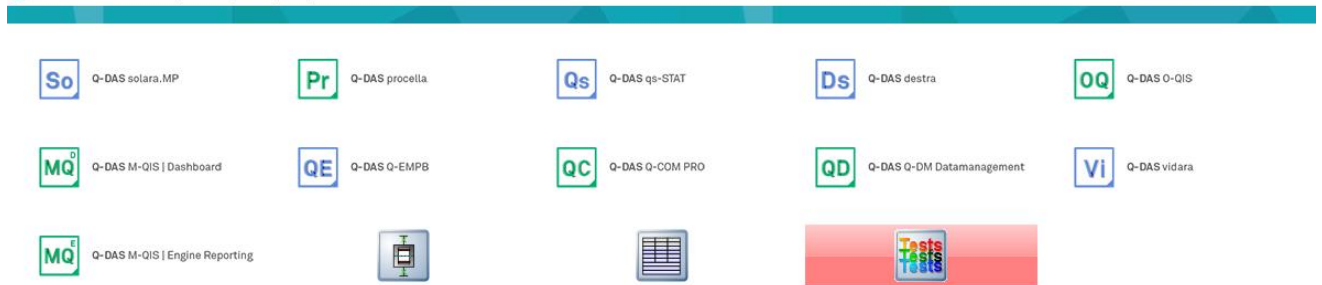 So Q-DAS solara.MP
Pr Q-DAS procella
Qs Q-DAS qs-STAT
Ds Q-DAS destra
OQ Q-DAS O-QIS
MQ D Q-DAS M-QIS | Dashboard
QE Q-DAS Q-EMPB
QC Q-DAS Q-COM PRO
QD Q-DAS Q-DM Datamanagement
Vi Q-DAS vidara
MQ E Q-DAS M-QIS | Engine Reporting
Tests
Tests
Tests